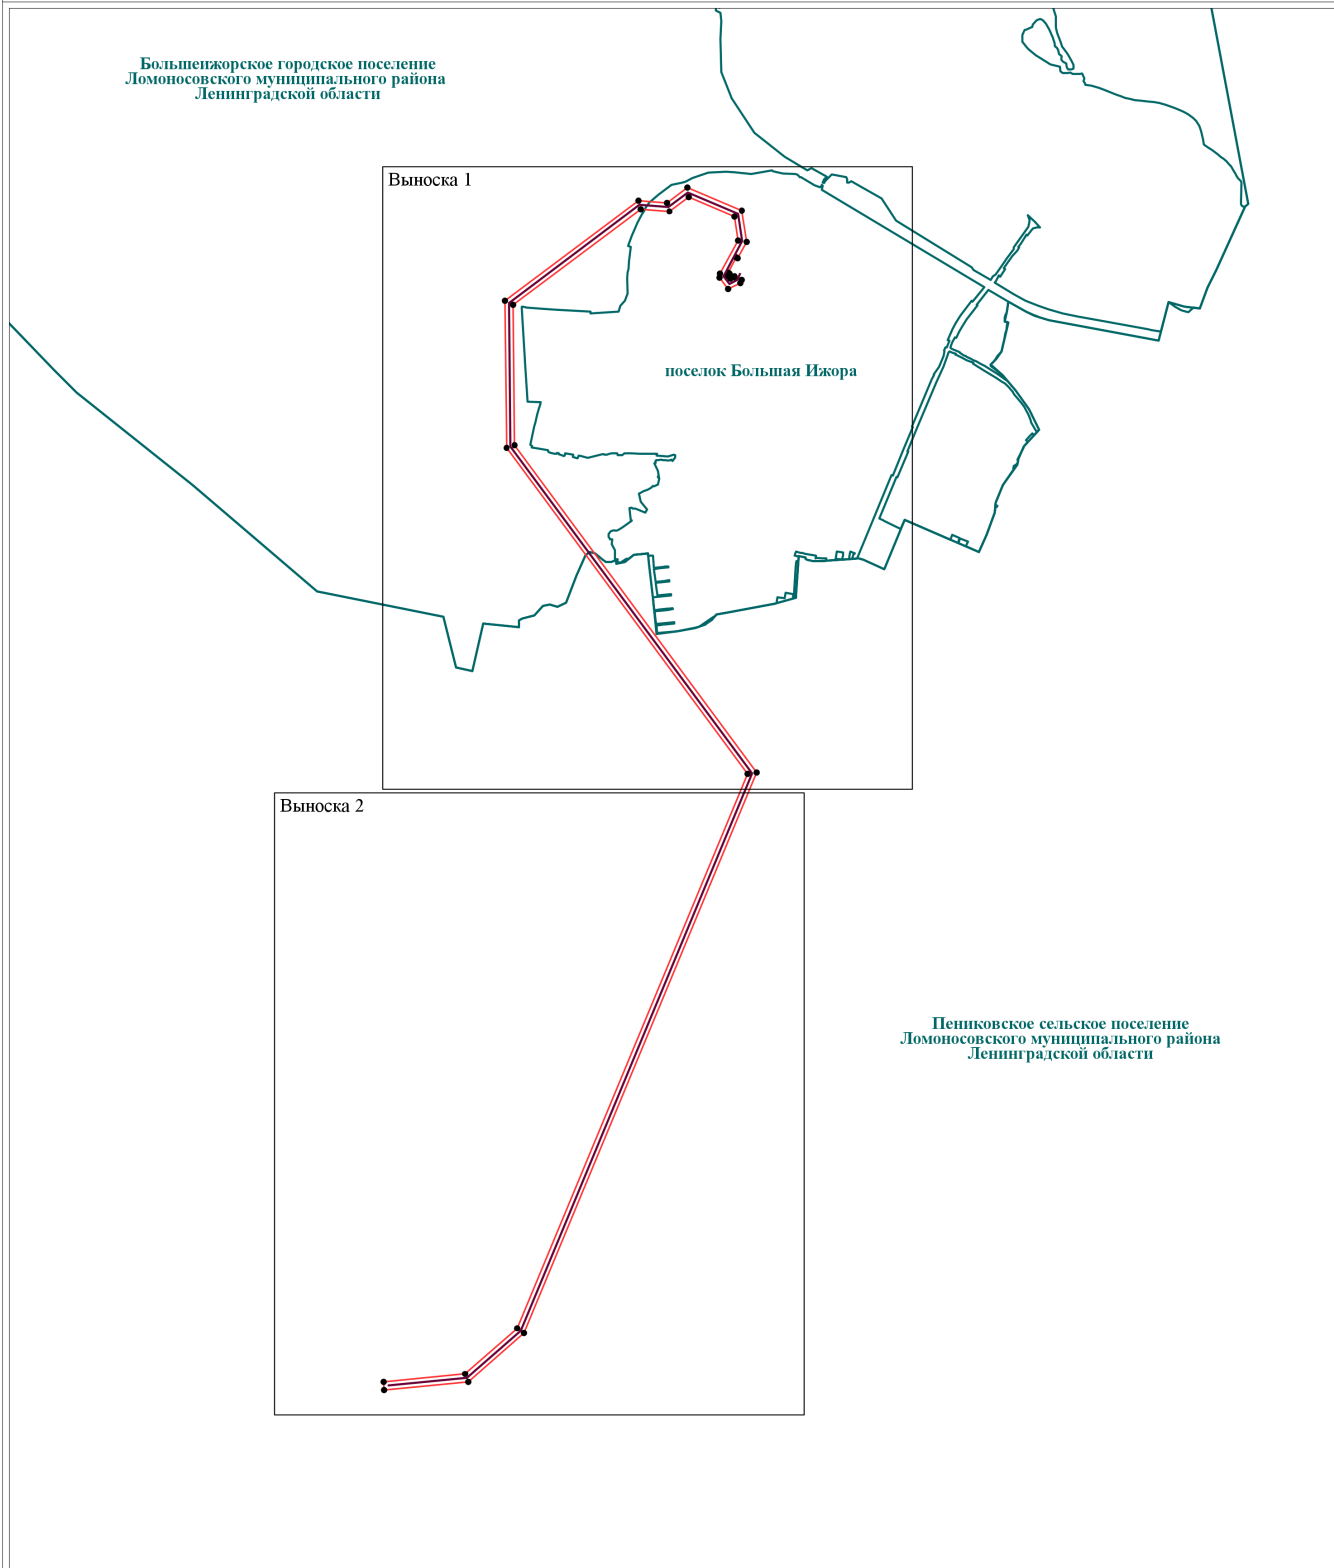 Большеижорское городское поселение
Ломоносовского муниципального района
Ленинградской области
Выноска 1
поселок Большая Ижора
Выноска 2
Пениковское сельское поселение
Ломоносовского муниципального района
Ленинградской области